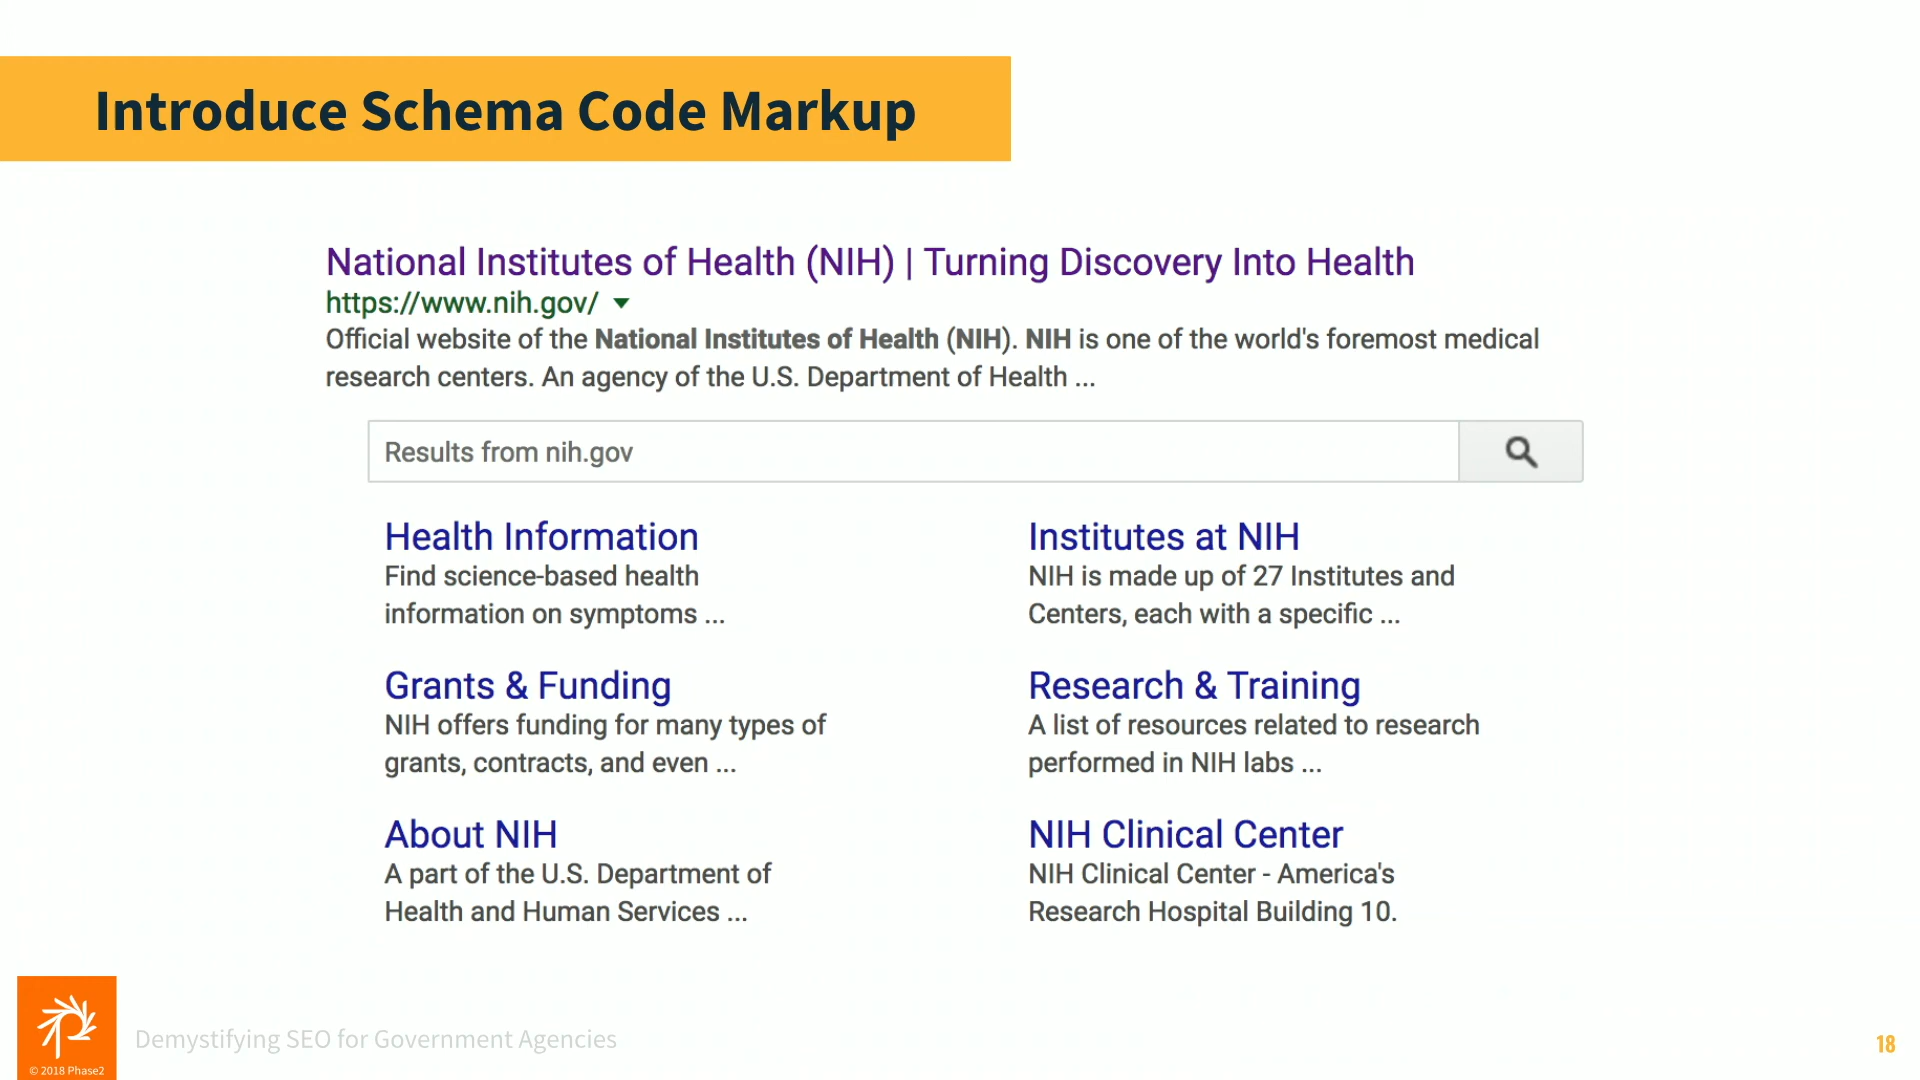 Introduce Schema Code Markup
National Institutes of Health (NIH) | Turning Discovery Into Health
https://www.nih.gov/
Official website of the National Institutes of Health (NIH). NIH is one of the world's foremost medical
research centers. An agency of the U.S. Department of Health ...
Results from nih.gov
Health Information
Find science-based health
information on symptoms ...
Institutes at NIH
NIH is made up of 27 Institutes and
Centers, each with a specific ...
Grants & Funding
NIH offers funding for many types of
grants, contracts, and even ...
Research & Training
A list of resources related to research
performed in NIH labs ...
About NIH
A part of the U.S. Department of
Health and Human Services ...
NIH Clinical Center
NIH Clinical Center - America's
Research Hospital Building 10.
© 2018 Phase2
Demystifying SEO for Government Agencies
18